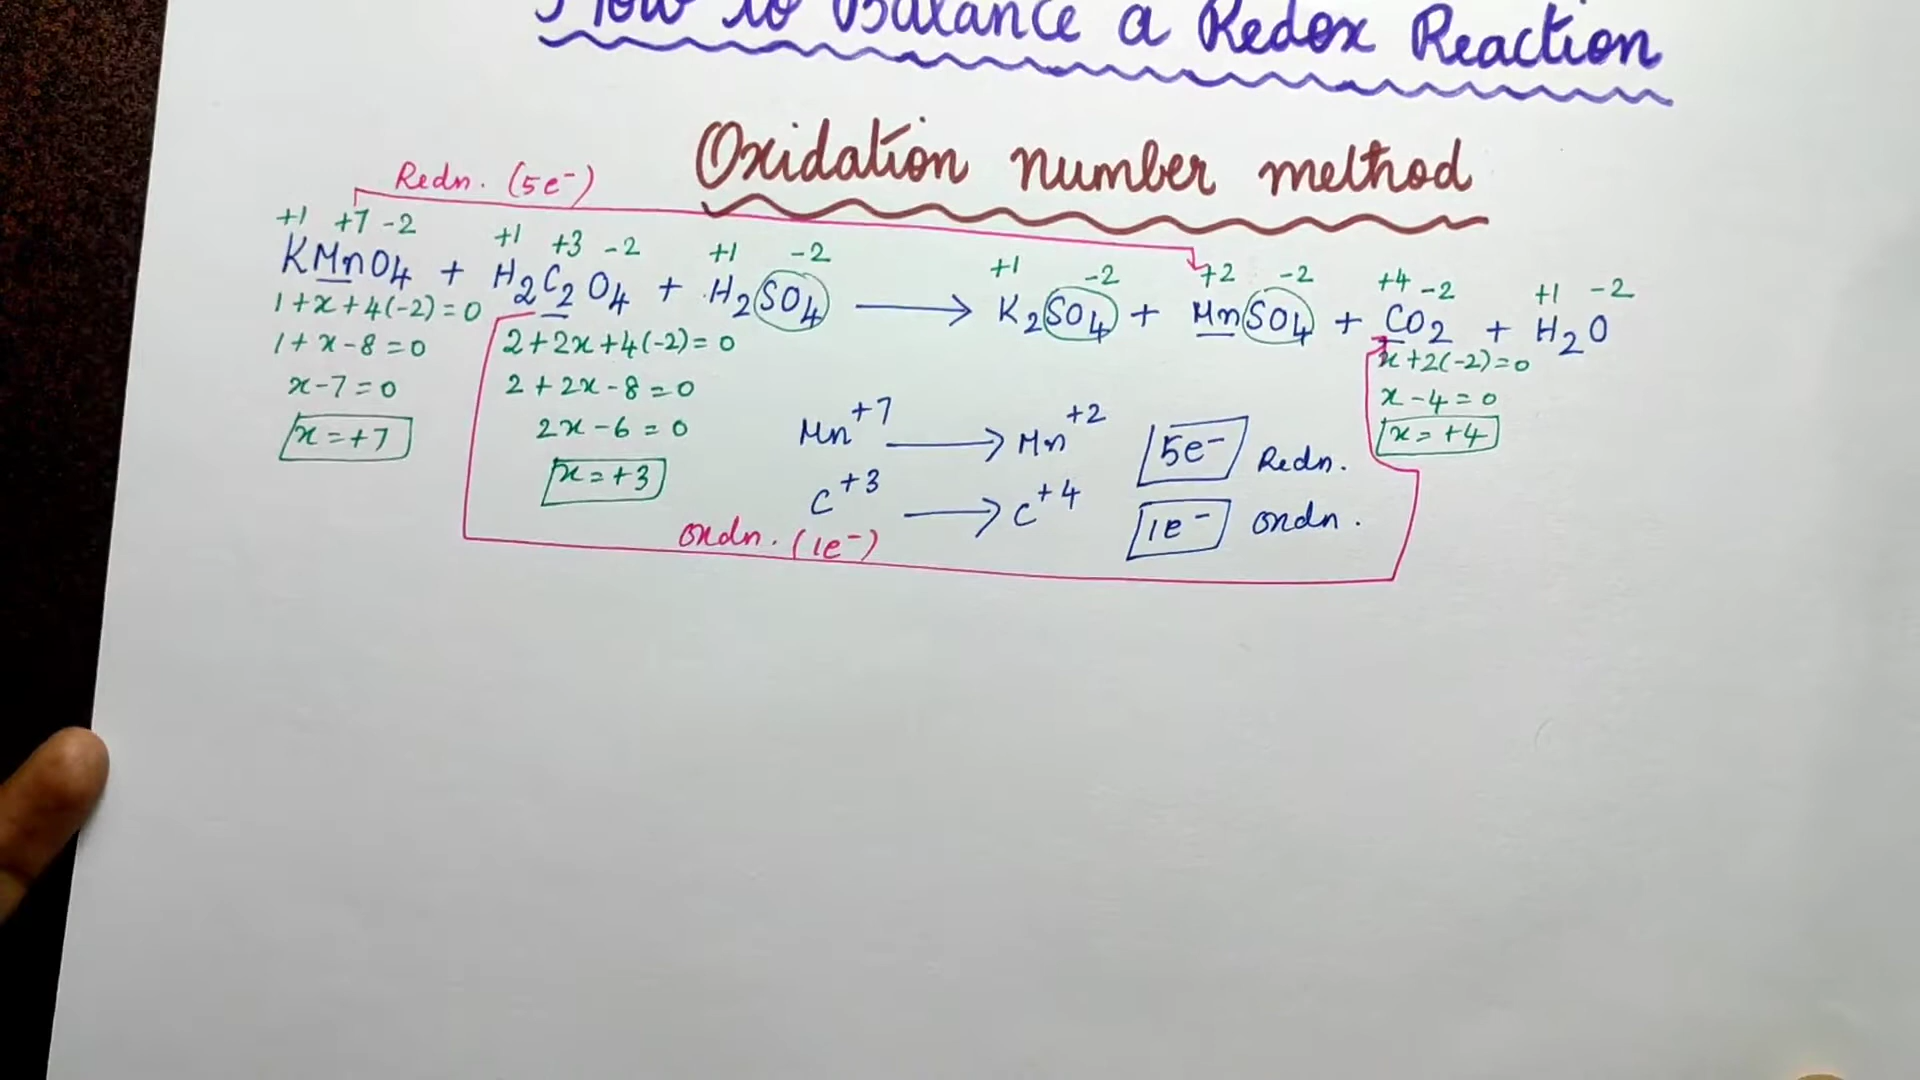 How to Balance a Redox Reaction
Oxidation number method
Redn. (5e⁻)
+1 +7 -2 +1 +3 -2 +1 -2 +1 -2 +2 -2 +4 -2 +1 -2
KMnO4 + H2C2O4 + H2SO4 ⟶ K2SO4 + MnSO4 + CO2 + H2O
1+x+4(-2)=0
1+x-8=0
x-7=0
x=+7
2+2x+4(-2)=0
2+2x-8=0
2x-6=0
x=+3
Mn⁺⁷ ⟶ Mn⁺² 5e⁻ Redn.
C⁺³ ⟶ C⁺⁴ 1e⁻ oxdn.
x+2(-2)=0
x-4=0
x=+4
oxdn. (1e⁻)